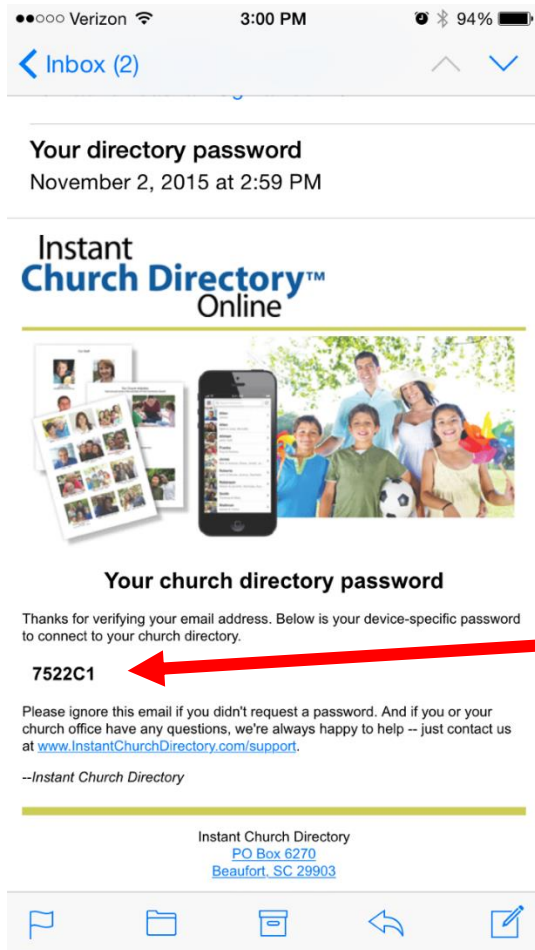 Verizon 3:00 PM 94%
Inbox (2)
Your directory password
November 2, 2015 at 2:59 PM
Instant
Church Directory™
Online
Your church directory password
Thanks for verifying your email address. Below is your device-specific password
to connect to your church directory.
7522C1
Please ignore this email if you didn't request a password. And if you or your
church office have any questions, we're always happy to help -- just contact us
at www.InstantChurchDirectory.com/support.
--Instant Church Directory
Instant Church Directory
PO Box 6270
Beaufort, SC 29903